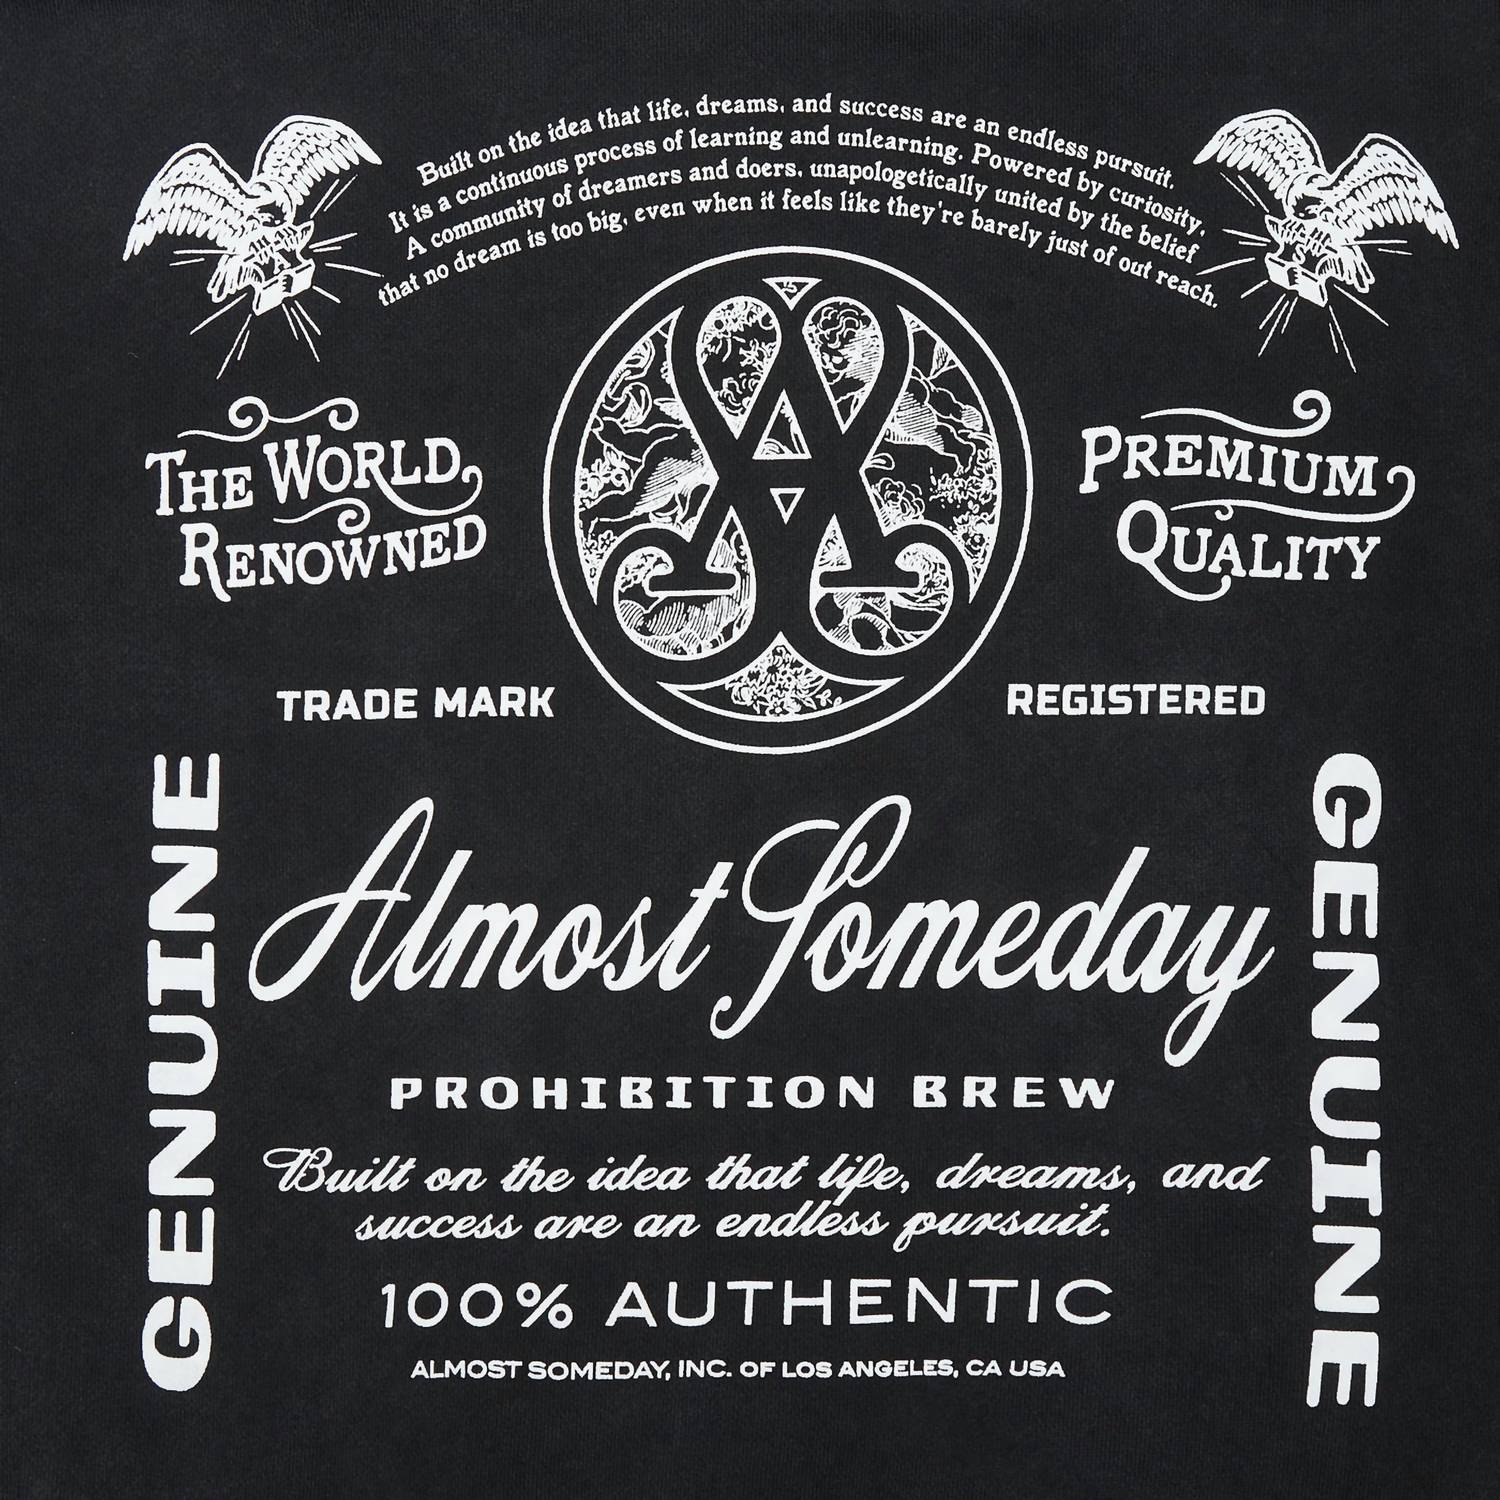 Built on the idea that life, dreams, and success are an endless pursuit.
It is a continuous process of learning and unlearning. Powered by curiosity.
A community of dreamers and doers, unapologetically united by the belief
that no dream is too big, even when it feels like they're barely just of out reach.
A
S
AS
THE WORLD
RENOWNED
PREMIUM
QUALITY
TRADE MARK
REGISTERED
GENUINE
Almost Someday
GENUINE
PROHIBITION BREW
Built on the idea that life, dreams, and
success are an endless pursuit.
100% AUTHENTIC
ALMOST SOMEDAY, INC. OF LOS ANGELES, CA USA